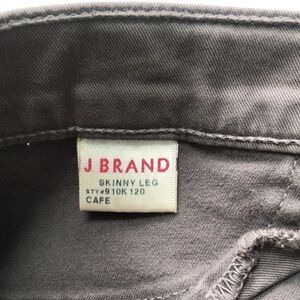 J BRAND
SKINNY LEG
STY#910K120
CAFE